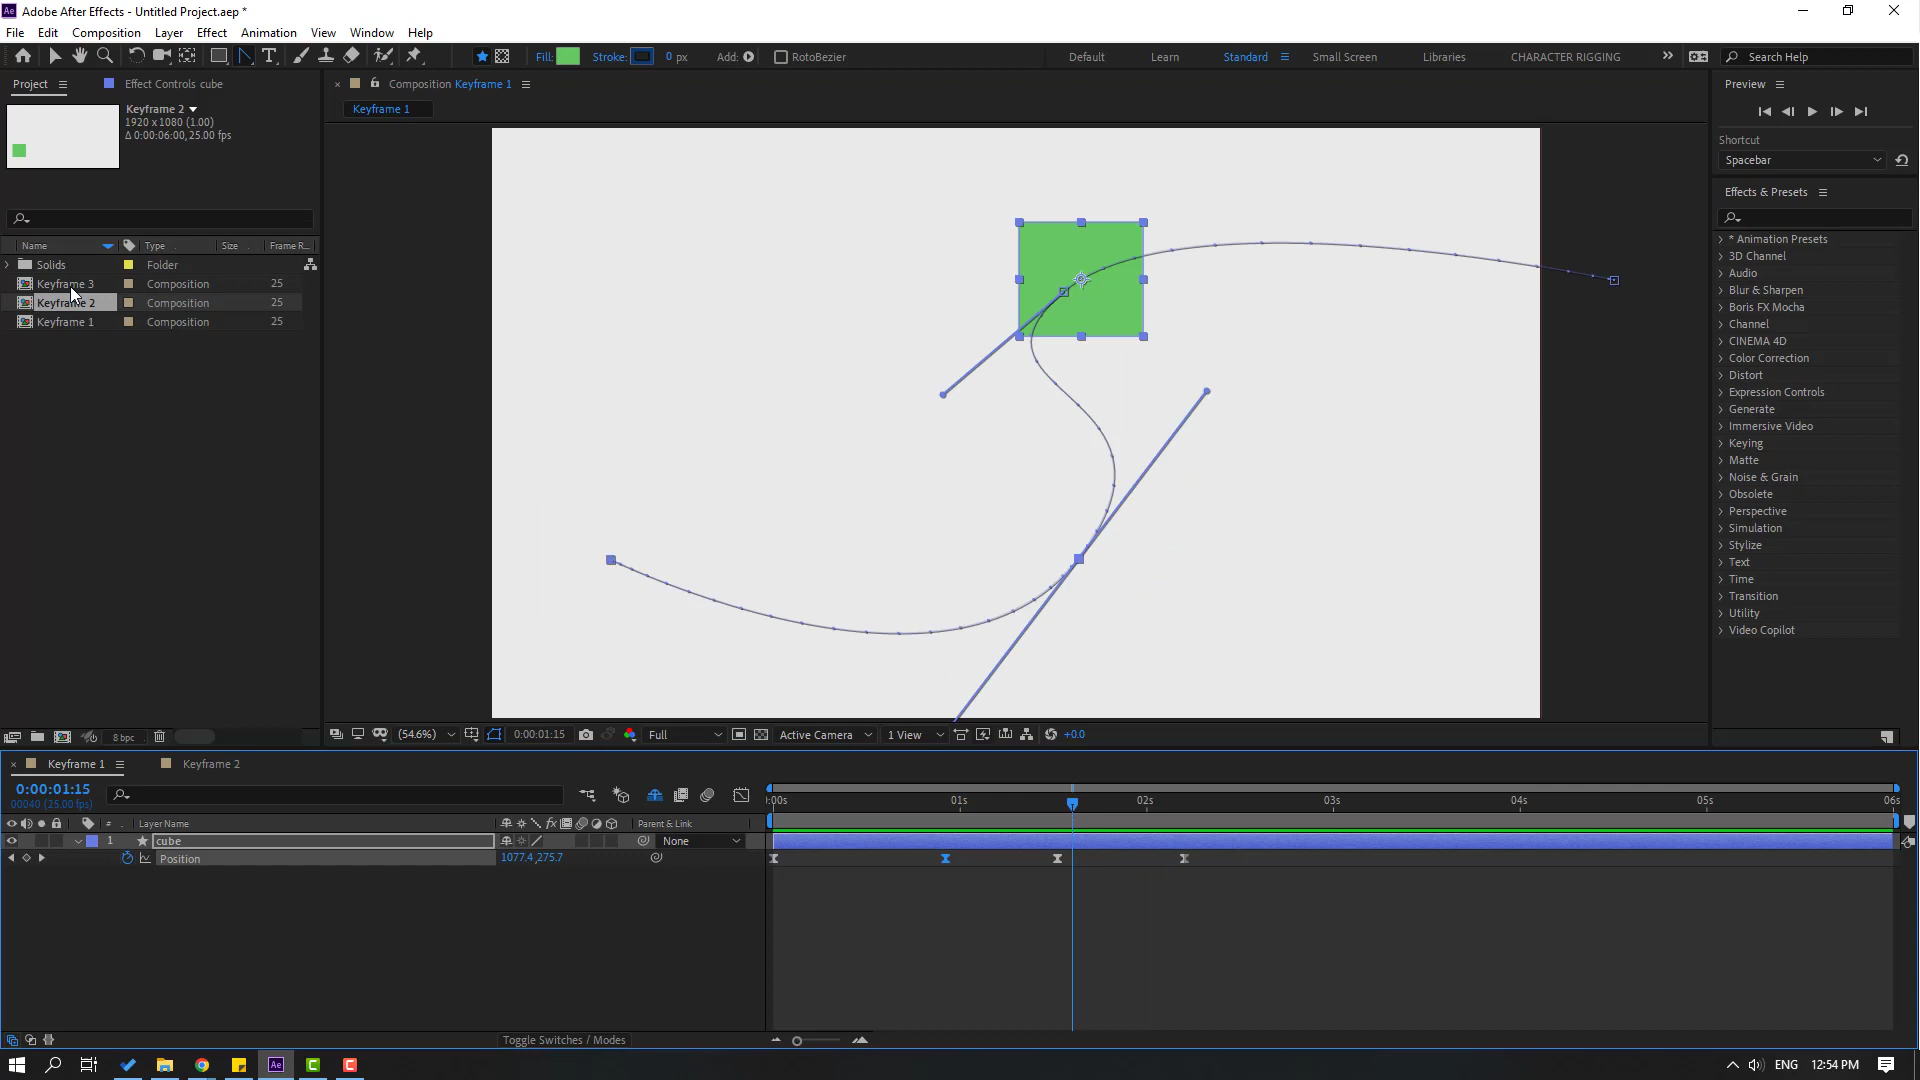 Ae Adobe After Effects - Untitled Project.aep *
File Edit Composition Layer Effect Animation View Window Help
Fill: Stroke: 0 px Add: RotoBezier Default Learn Standard Small Screen Libraries CHARACTER RIGGING Search Help
Project Effect Controls cube
Keyframe 2
1920 x 1080 (1.00)
Δ 0:00:06:00, 25.00 fps
Name Type Size Frame R...
Solids Folder
Keyframe 3 Composition 25
Keyframe 2 Composition 25
Keyframe 1 Composition 25
8 bpc
Composition Keyframe 1
Keyframe 1
(54.6%) 0:00:01:15 Full Active Camera 1 View +0.0
Preview
Shortcut
Spacebar
Effects & Presets
* Animation Presets
3D Channel
Audio
Blur & Sharpen
Boris FX Mocha
Channel
CINEMA 4D
Color Correction
Distort
Expression Controls
Generate
Immersive Video
Keying
Matte
Noise & Grain
Obsolete
Perspective
Simulation
Stylize
Text
Time
Transition
Utility
Video Copilot
Keyframe 1 Keyframe 2
0:00:01:15
00040 (25.00 fps)
:00s 01s 02s 03s 04s 05s 06s
# Layer Name fx Parent & Link
1 cube None
Position 1077.4,275.7
Toggle Switches / Modes
Ae C C ENG 12:54 PM